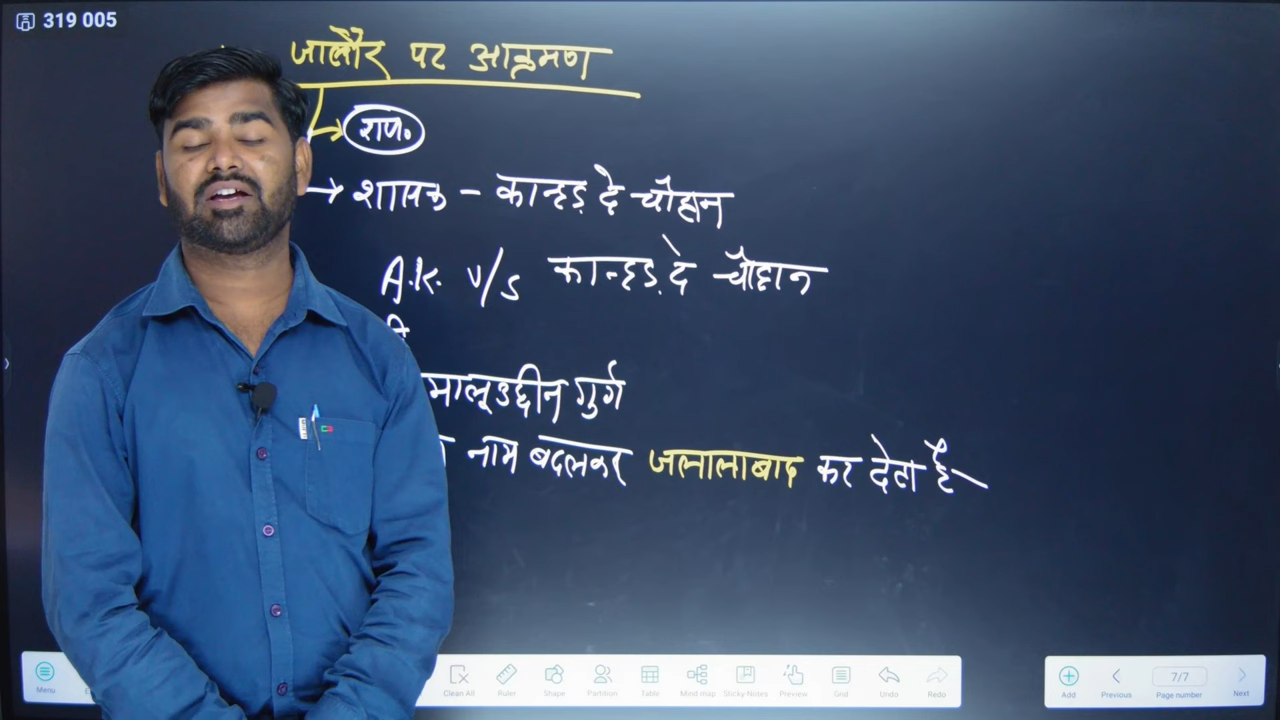 319 005
जालौर पर आक्रमण
राज०
→ शासक - कान्हड़ दे चौहान
A.K. v/s कान्हड़ दे चौहान
मालूउद्दीन गुर्ग
नाम बदलकर जलालाबाद कर देता है
Menu Clean All Ruler Shape Partition Table Mind map Sticky-Notes Preview Grid Undo Redo Add Previous 7/7 Page number Next